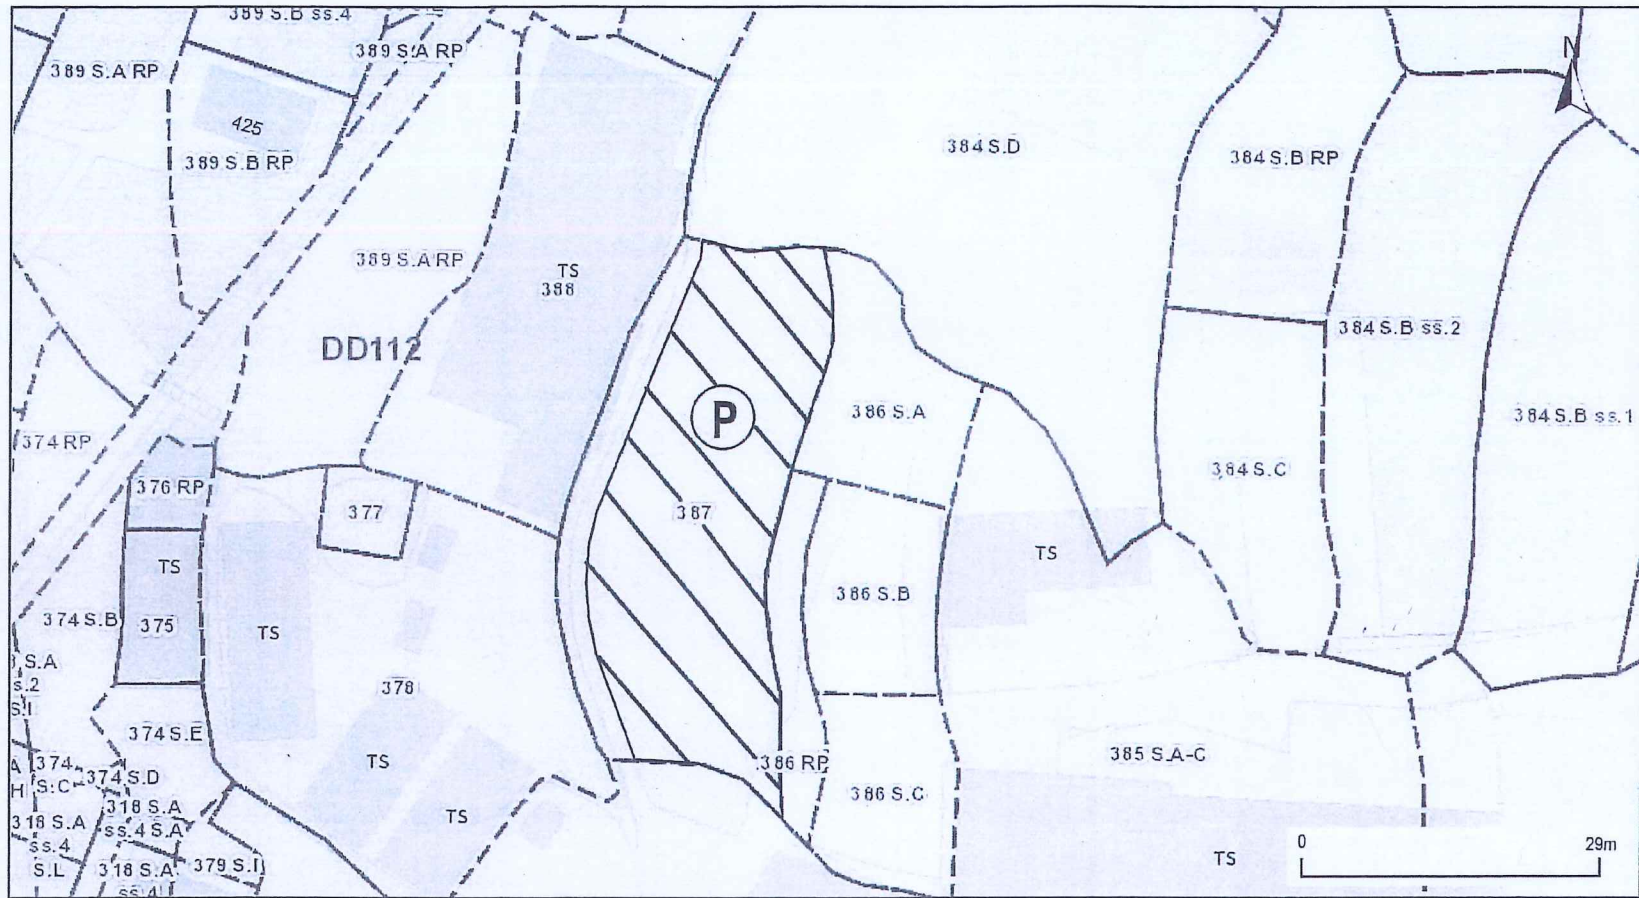 389 S.B ss.4
389 S.A RP
389 S.A RP
N
425
389 S.B RP
384 S.D
384 S.B RP
389 S.A RP
TS
388
DD112
384 S.B ss.2
P
386 S.A
384 S.B ss.1
374 RP
384 S.C
376 RP
377
387
TS
TS
374 S.B
375
TS
386 S.B
S.A
s.2
S.I
378
374 S.E
374
S.C
374 S.D
TS
386 RP
385 S.A-C
A
H
318 S.A
ss.4 S.A
386 S.C
318 S.A
ss.4
S.L
TS
0
29m
318 S.A
ss.4
379 S.I
TS